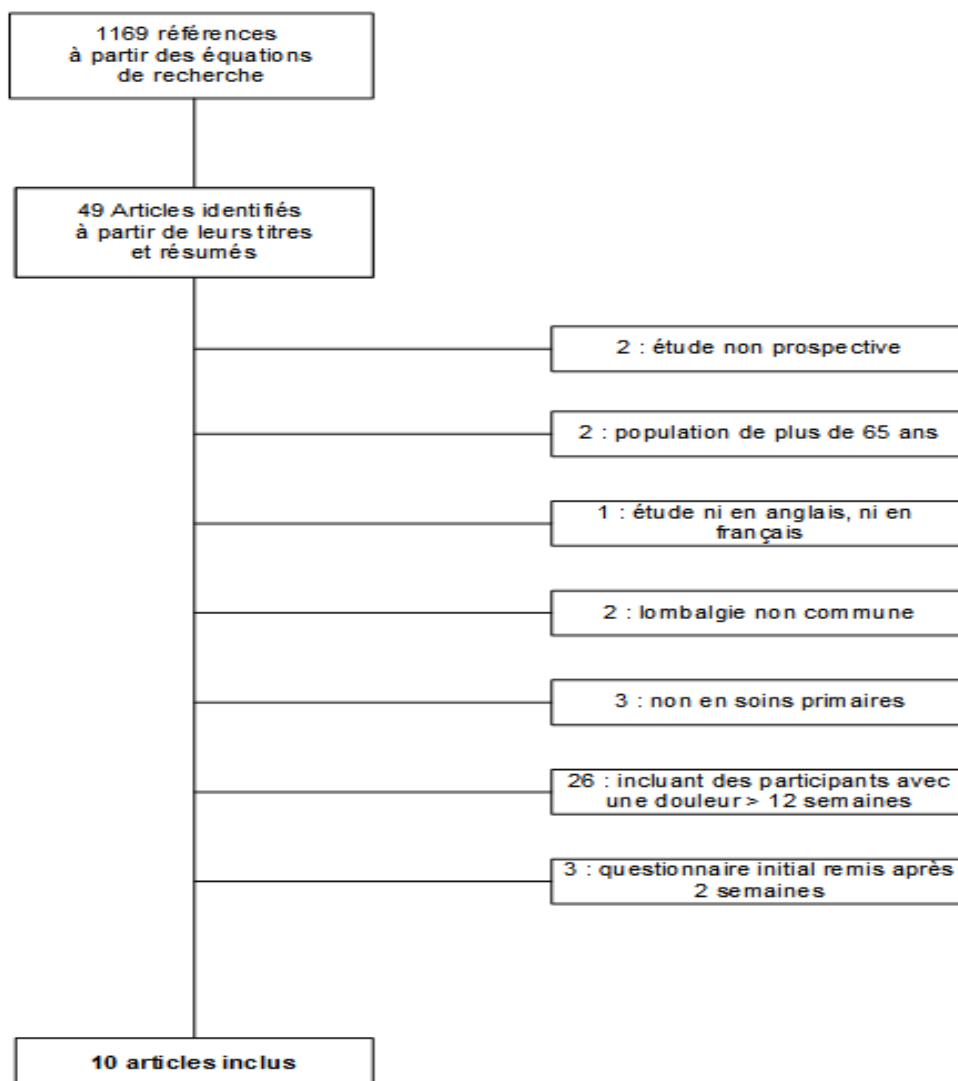 1169 références
à partir des équations
de recherche
49 Articles identifiés
à partir de leurs titres
et résumés
2 : étude non prospective
2 : population de plus de 65 ans
1 : étude ni en anglais, ni en
français
2 : lombalgie non commune
3 : non en soins primaires
26 : incluant des participants avec
une douleur > 12 semaines
3 : questionnaire initial remis après
2 semaines
10 articles inclus